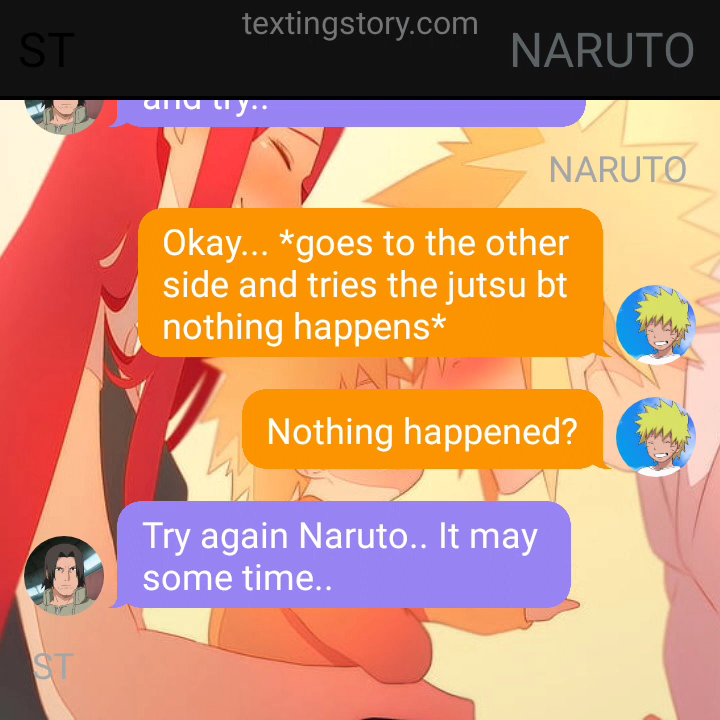 textingstory.com
ST
NARUTO
and try..
NARUTO
Okay... *goes to the other
side and tries the jutsu bt
nothing happens*
Nothing happened?
Try again Naruto.. It may
some time..
ST